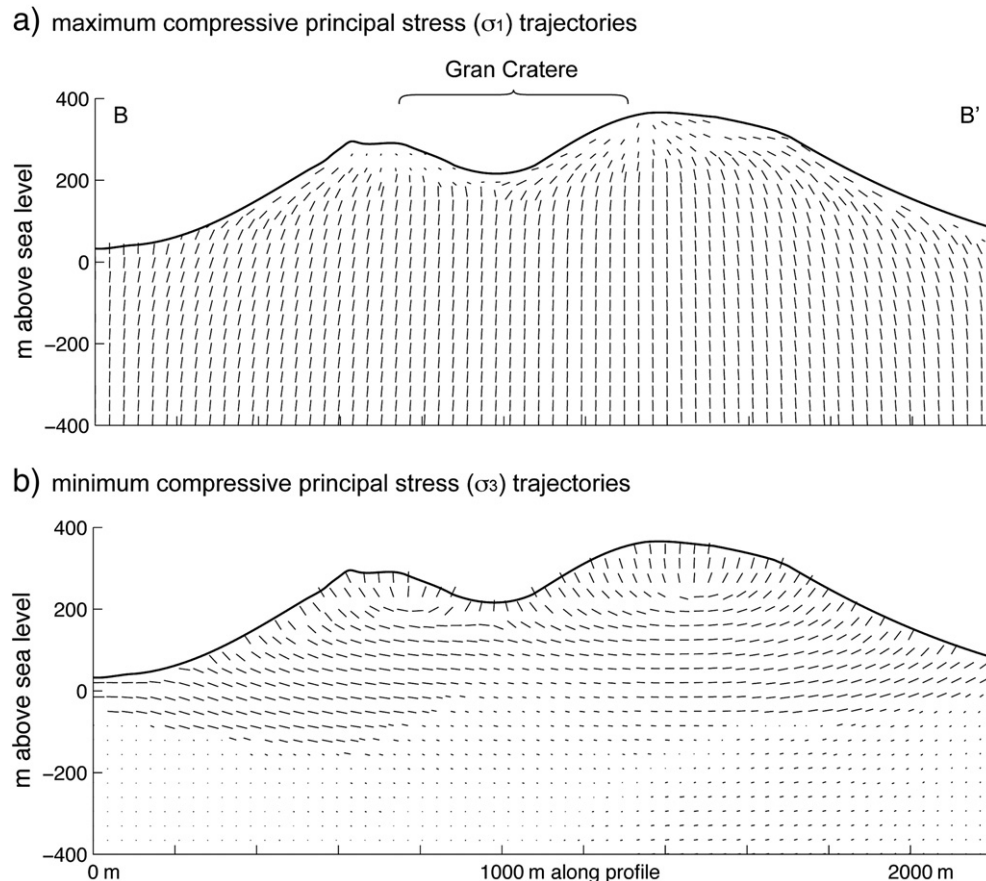 a) maximum compressive principal stress (σ1) trajectories
Gran Cratere
B
B’
m above sea level
400
200
0
−200
−400
b) minimum compressive principal stress (σ3) trajectories
m above sea level
400
200
0
−200
−400
0 m
1000 m along profile
2000 m